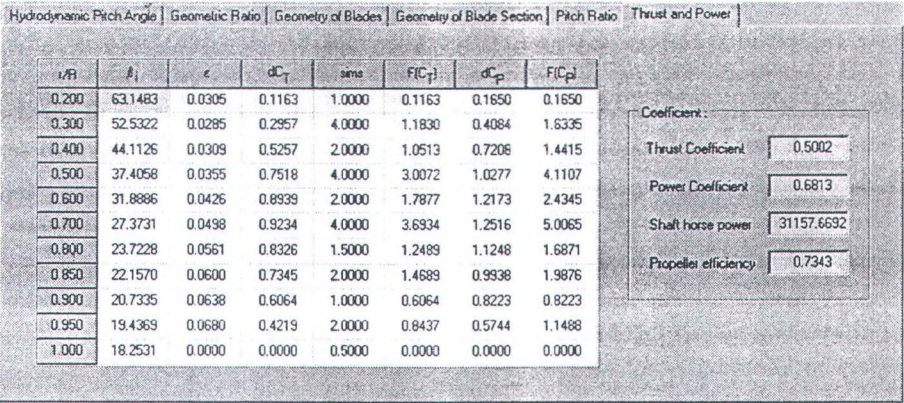 Hydrodynamic Pitch Angle | Geometric Ratio | Geometry of Blades | Geometry of Blade Section | Pitch Ratio | Thrust and Power
r/R βi ε dCT sims F(CT) dCP F(CP)
0.200 63.1483 0.0305 0.1163 1.0000 0.1163 0.1650 0.1650
0.300 52.5322 0.0285 0.2957 4.0000 1.1830 0.4084 1.6335
0.400 44.1126 0.0309 0.5257 2.0000 1.0513 0.7208 1.4415
0.500 37.4058 0.0355 0.7518 4.0000 3.0072 1.0277 4.1107
0.600 31.8886 0.0426 0.8939 2.0000 1.7877 1.2173 2.4345
0.700 27.3731 0.0498 0.9234 4.0000 3.6934 1.2516 5.0065
0.800 23.7228 0.0561 0.8326 1.5000 1.2489 1.1248 1.6871
0.850 22.1570 0.0600 0.7345 2.0000 1.4689 0.9938 1.9876
0.900 20.7335 0.0638 0.6064 1.0000 0.6064 0.8223 0.8223
0.950 19.4369 0.0680 0.4219 2.0000 0.8437 0.5744 1.1488
1.000 18.2531 0.0000 0.0000 0.5000 0.0000 0.0000 0.0000
Coefficient :
Thrust Coefficient 0.5002
Power Coefficient 0.6813
Shaft horse power 31157.6692
Propeller efficiency 0.7343